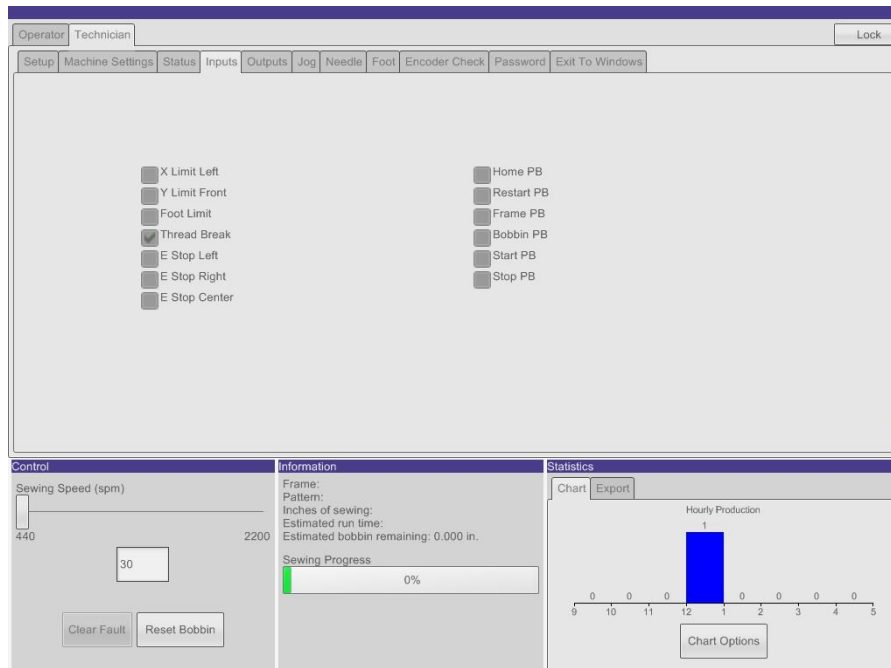 Operator Technician Lock
Setup Machine Settings Status Inputs Outputs Jog Needle Foot Encoder Check Password Exit To Windows
X Limit Left
Y Limit Front
Foot Limit
Thread Break
E Stop Left
E Stop Right
E Stop Center
Home PB
Restart PB
Frame PB
Bobbin PB
Start PB
Stop PB
Control
Sewing Speed (spm)
440 2200
30
Clear Fault Reset Bobbin
Information
Frame:
Pattern:
Inches of sewing:
Estimated run time:
Estimated bobbin remaining: 0.000 in.
Sewing Progress
0%
Statistics
Chart Export
Hourly Production
1
0 0 0 0 0 0 0
9 10 11 12 1 2 3 4 5
Chart Options